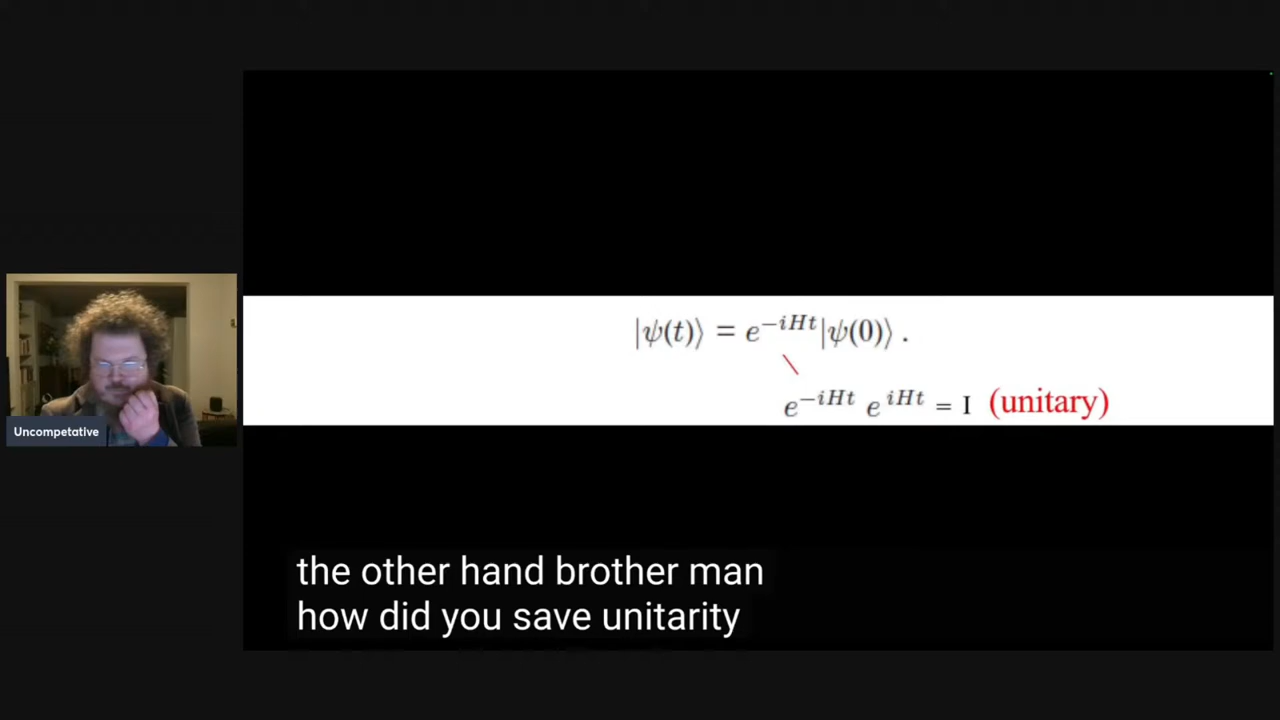 |ψ(t)⟩ = e^{-iHt}|ψ(0)⟩ .
e^{-iHt} e^{iHt} = I (unitary)
Uncompetative
the other hand brother man
how did you save unitarity